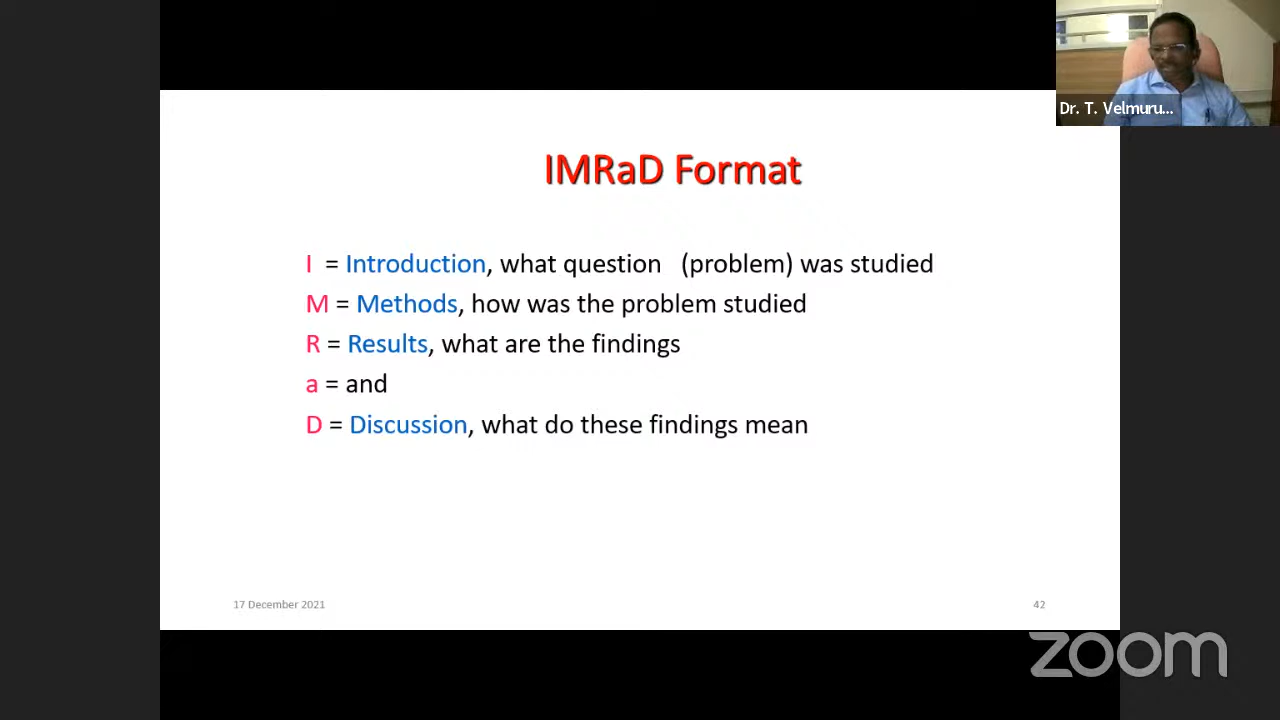 Dr. T. Velmuru...
IMRaD Format
I = Introduction, what question (problem) was studied
M = Methods, how was the problem studied
R = Results, what are the findings
a = and
D = Discussion, what do these findings mean
17 December 2021
42
zoom